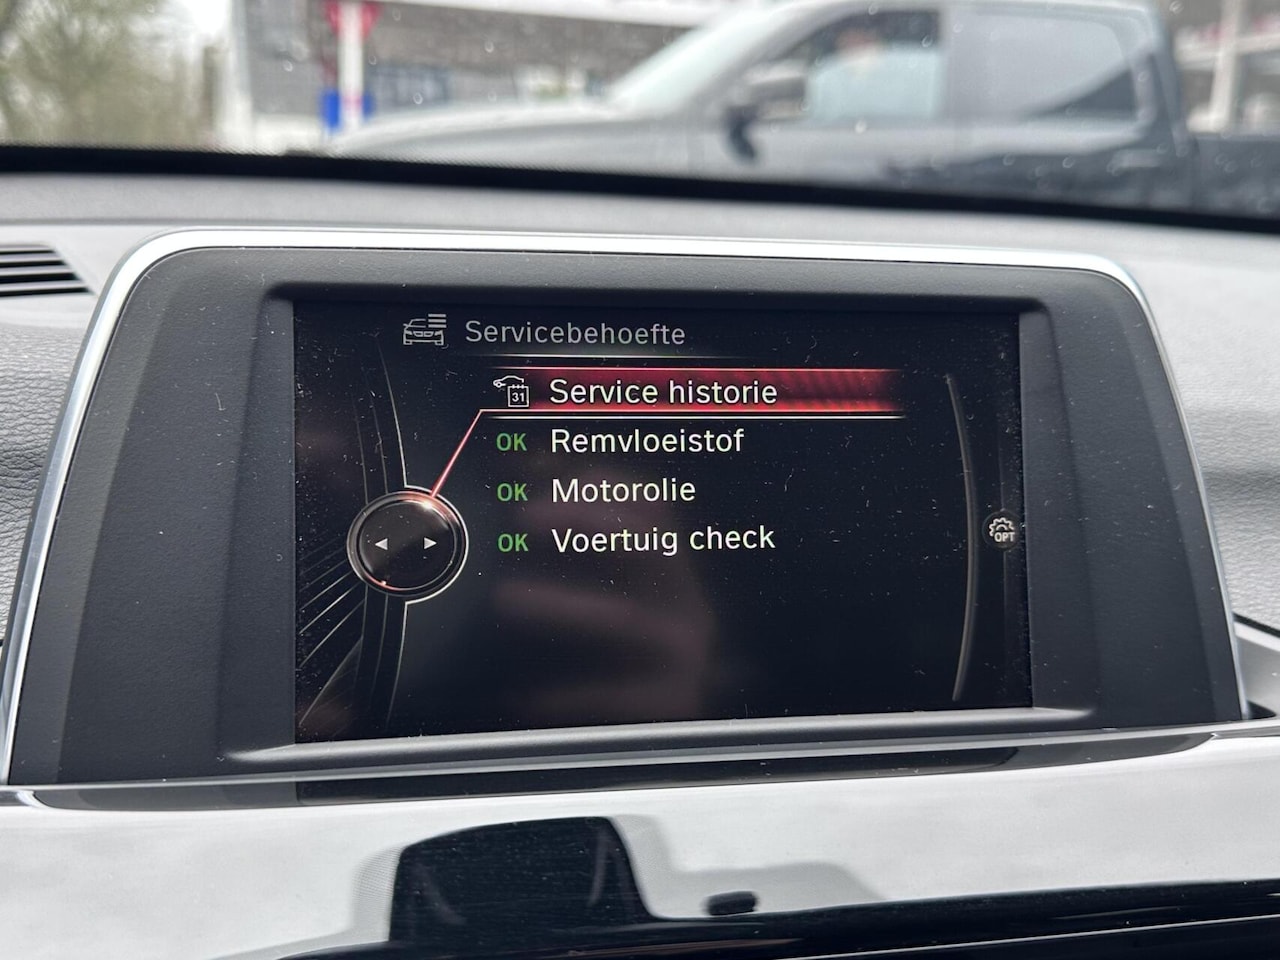 Servicebehoefte
31 Service historie
OK Remvloeistof
OK Motorolie
OK Voertuig check
OPT